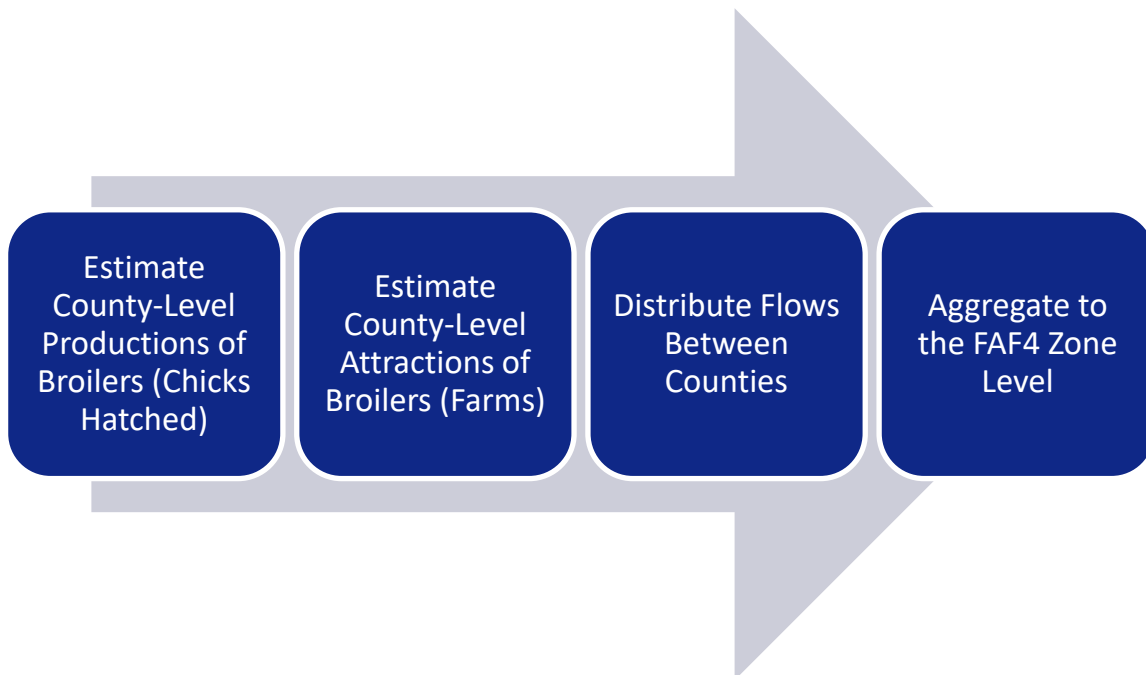 Estimate
County-Level
Productions of
Broilers (Chicks
Hatched)
Estimate
County-Level
Attractions of
Broilers (Farms)
Distribute Flows
Between
Counties
Aggregate to
the FAF4 Zone
Level